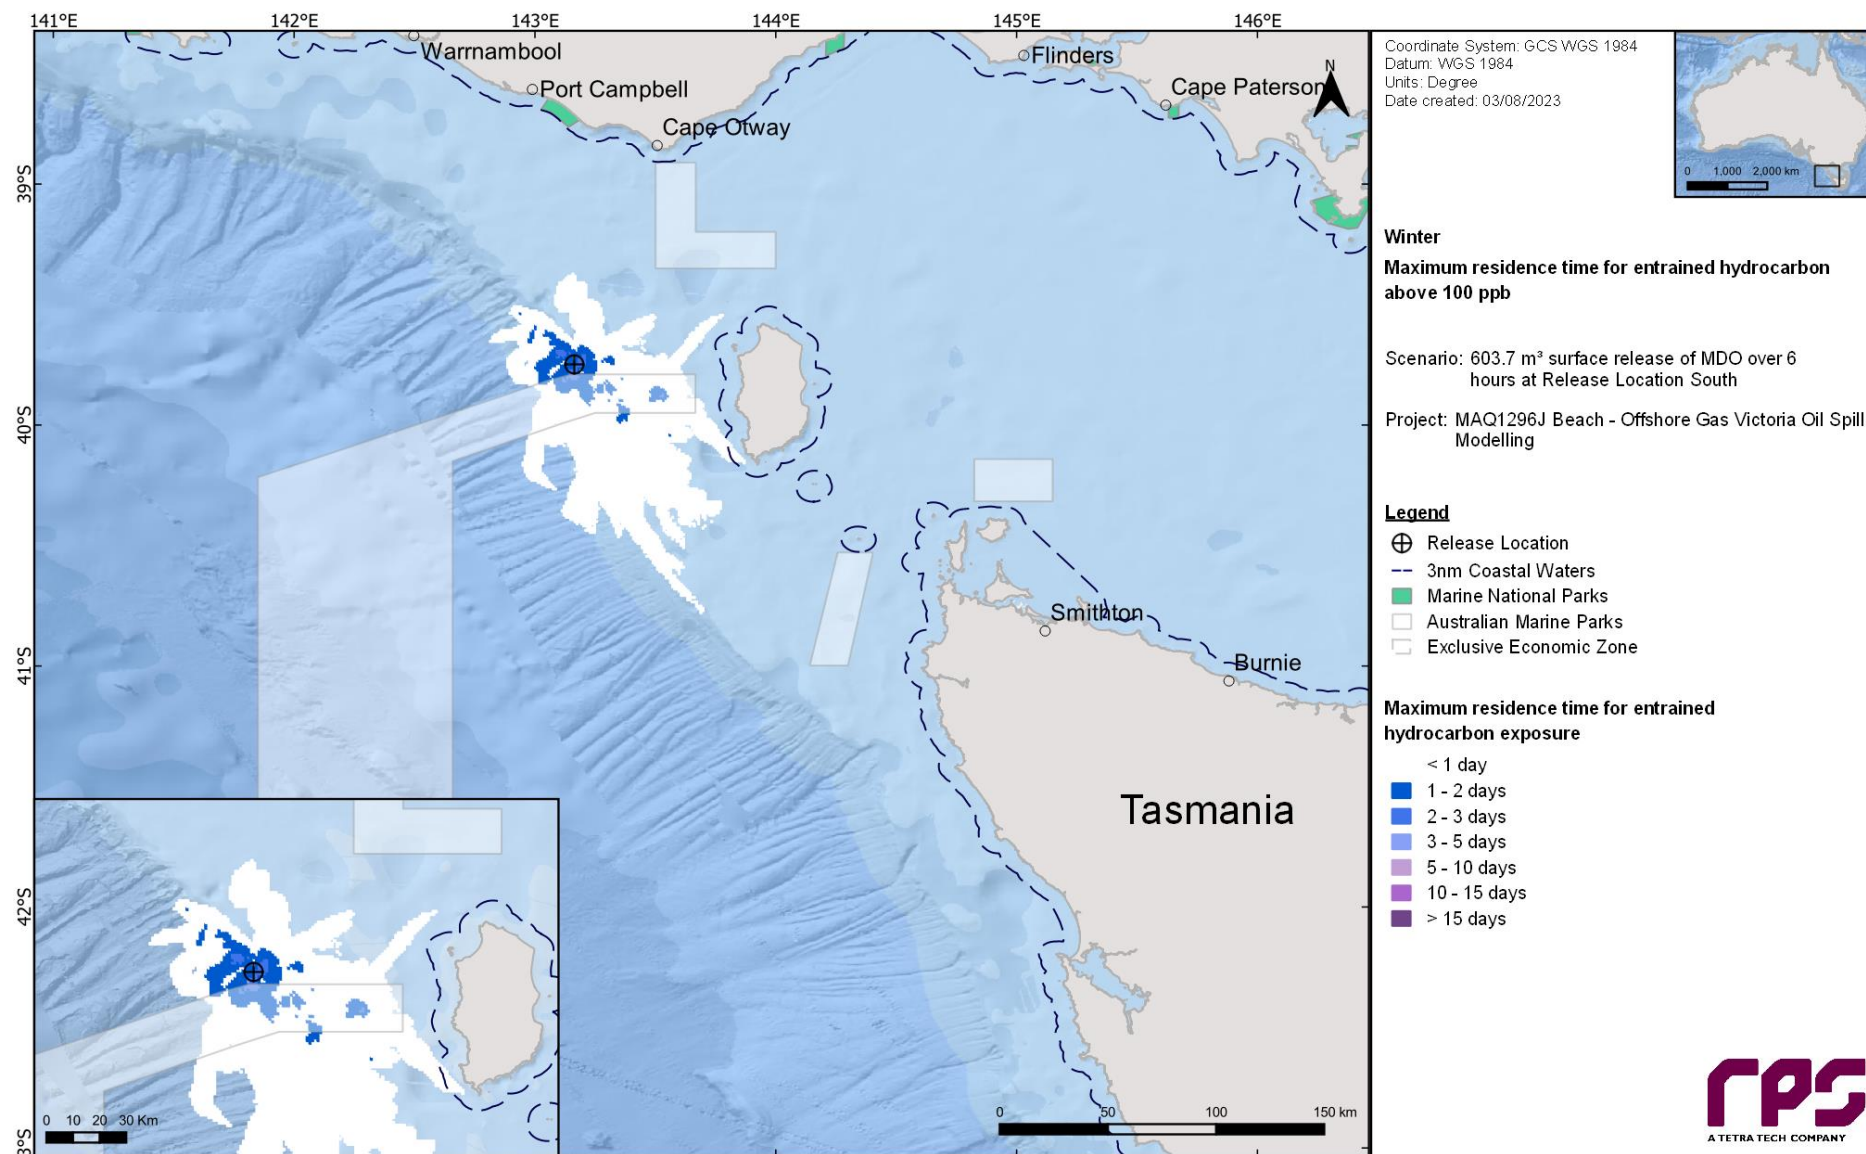 141°E
142°E
143°E
144°E
145°E
146°E
39°S
40°S
41°S
42°S
Warrnambool
Port Campbell
Cape Otway
Flinders
Cape Paterson
N
Smithton
Burnie
Tasmania
0 10 20 30 Km
0 50 100 150 km
Coordinate System: GCS WGS 1984
Datum: WGS 1984
Units: Degree
Date created: 03/08/2023
0 1,000 2,000 km
Winter
Maximum residence time for entrained hydrocarbon
above 100 ppb
Scenario: 603.7 m³ surface release of MDO over 6
hours at Release Location South
Project: MAQ1296J Beach - Offshore Gas Victoria Oil Spill
Modelling
Legend
Release Location
3nm Coastal Waters
Marine National Parks
Australian Marine Parks
Exclusive Economic Zone
Maximum residence time for entrained
hydrocarbon exposure
< 1 day
1 - 2 days
2 - 3 days
3 - 5 days
5 - 10 days
10 - 15 days
> 15 days
rps
A TETRA TECH COMPANY